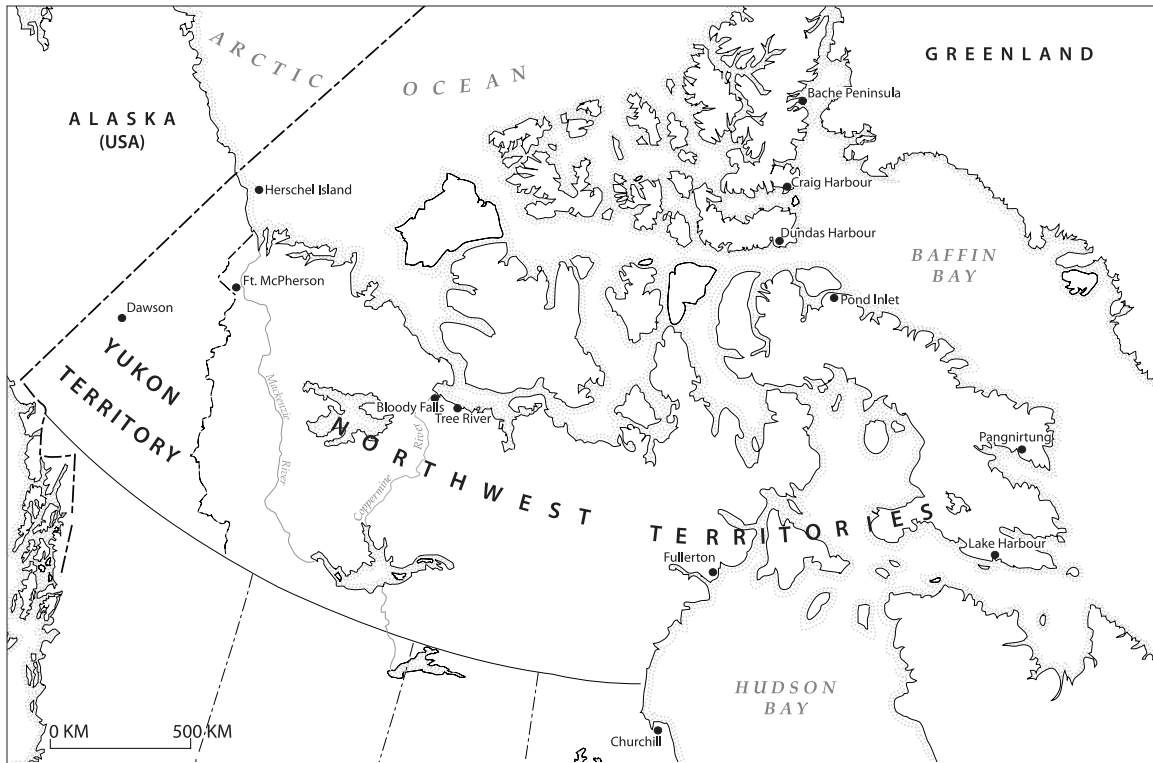 ARCTIC OCEAN
GREENLAND
ALASKA
(USA)
Bache Peninsula
Herschel Island
Craig Harbour
Dundas Harbour
BAFFIN
BAY
Ft. McPherson
Pond Inlet
Dawson
YUKON
TERRITORY
Mackenzie River
Bloody Falls
Tree River
Coppermine River
NORTHWEST TERRITORIES
Pangnirtung
Lake Harbour
Fullerton
HUDSON
BAY
0 KM 500 KM
Churchill